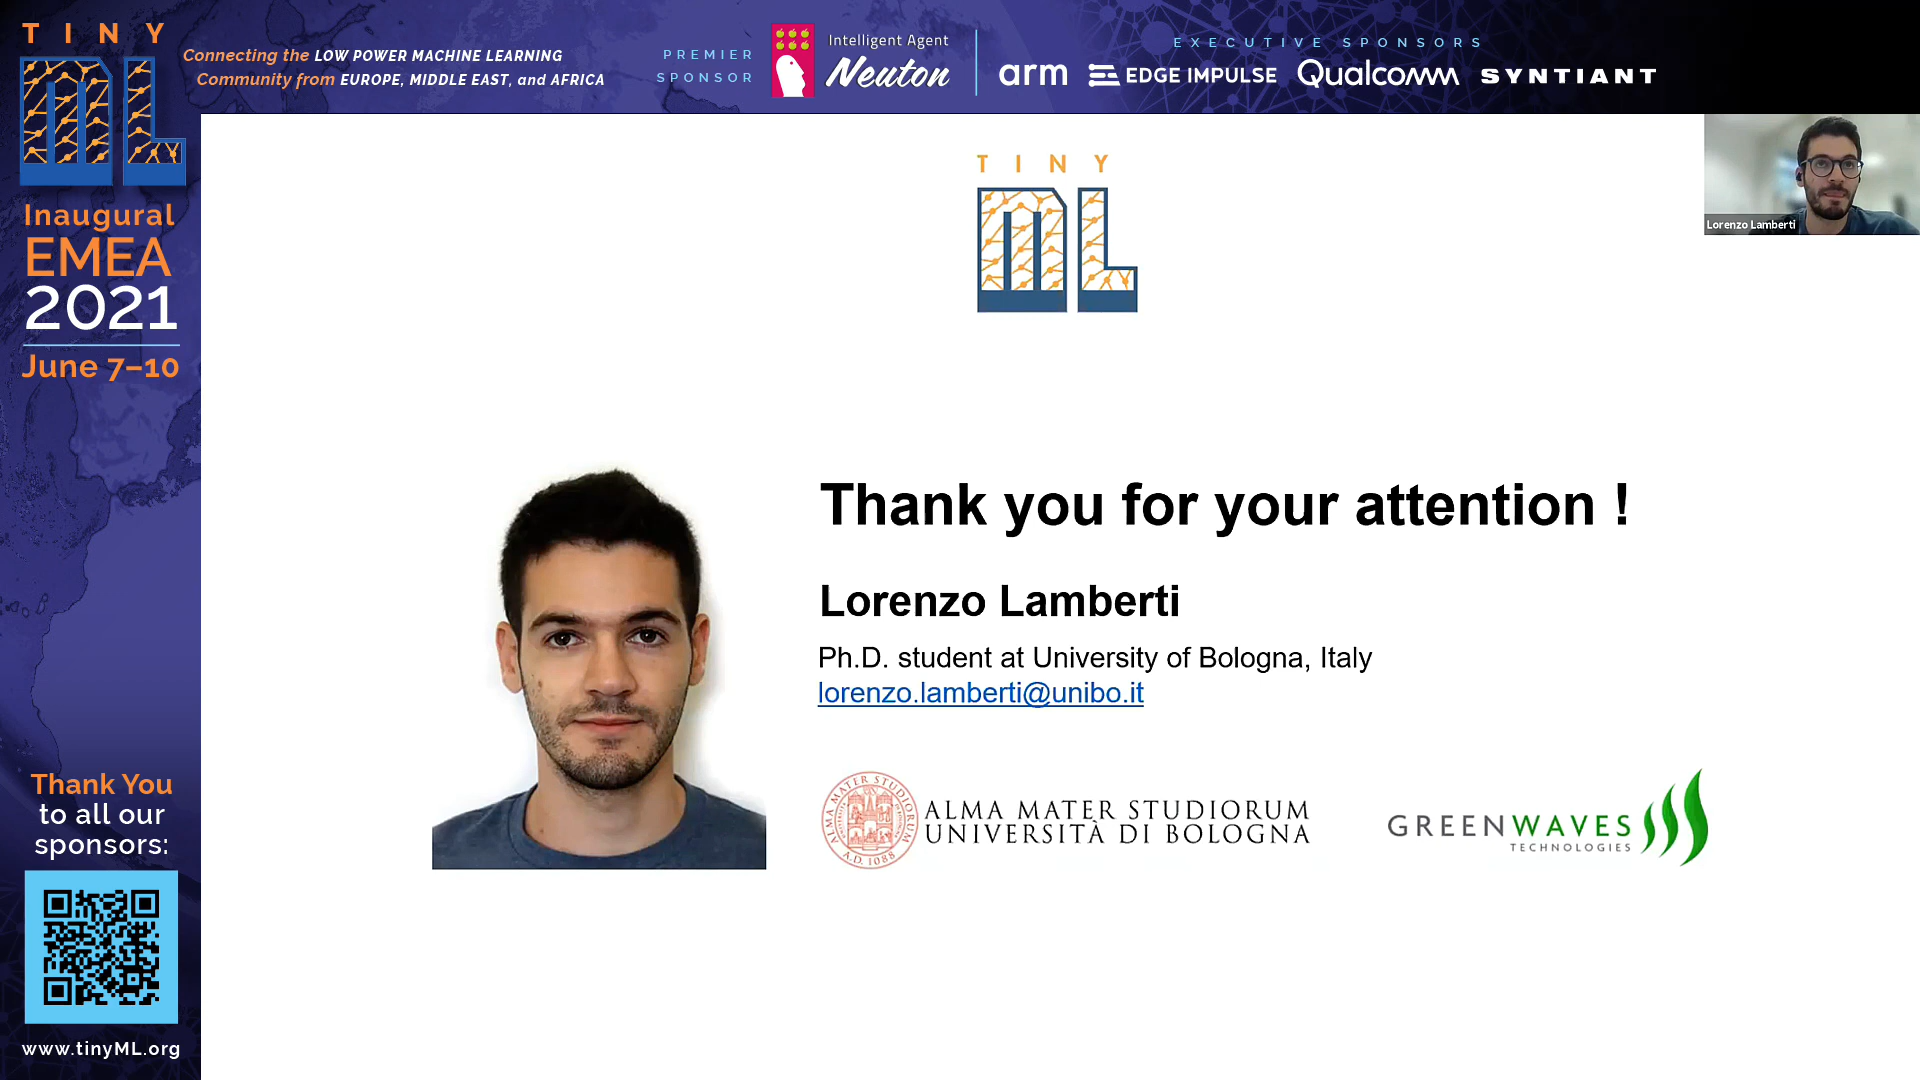 TINY
ML
Connecting the LOW POWER MACHINE LEARNING
Community from EUROPE, MIDDLE EAST, and AFRICA
PREMIER
SPONSOR
Intelligent Agent
Neuton
EXECUTIVE SPONSORS
arm
EDGE IMPULSE
Qualcomm
SYNTIANT
Inaugural
EMEA
2021
June 7–10
Thank You
to all our
sponsors:
www.tinyML.org
TINY
ML
Lorenzo Lamberti
Thank you for your attention !
Lorenzo Lamberti
Ph.D. student at University of Bologna, Italy
lorenzo.lamberti@unibo.it
ALMA MATER STUDIORUM
A.D. 1088
ALMA MATER STUDIORUM
UNIVERSITÀ DI BOLOGNA
GREENWAVES
TECHNOLOGIES